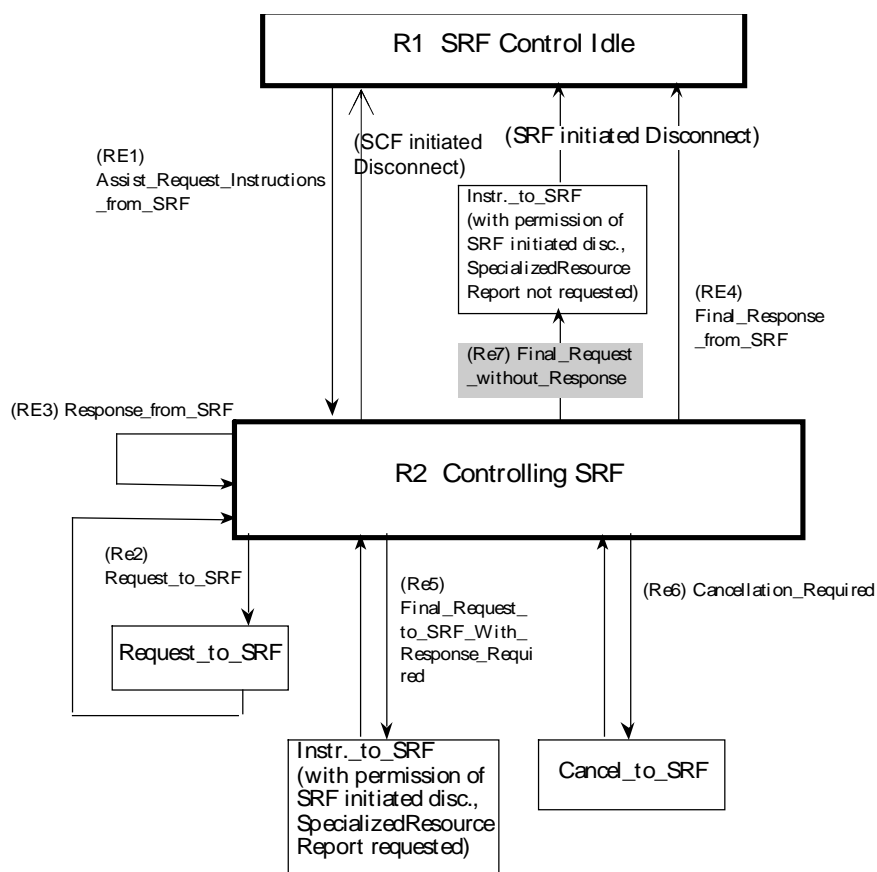 R1 SRF Control Idle
(RE1)
Assist_Request_Instructions
_from_SRF
(SCF initiated
Disconnect)
(SRF initiated Disconnect)
Instr._to_SRF
(with permission of
SRF initiated disc.,
SpecializedResource
Report not requested)
(RE4)
Final_Response
_from_SRF
(Re7) Final_Request
_without_Response
(RE3) Response_from_SRF
R2 Controlling SRF
(Re2)
Request_to_SRF
(Re5)
Final_Request_
to_SRF_With_
Response_Requi
red
(Re6) Cancellation_Required
Request_to_SRF
Instr._to_SRF
(with permission of
SRF initiated disc.,
SpecializedResource
Report requested)
Cancel_to_SRF